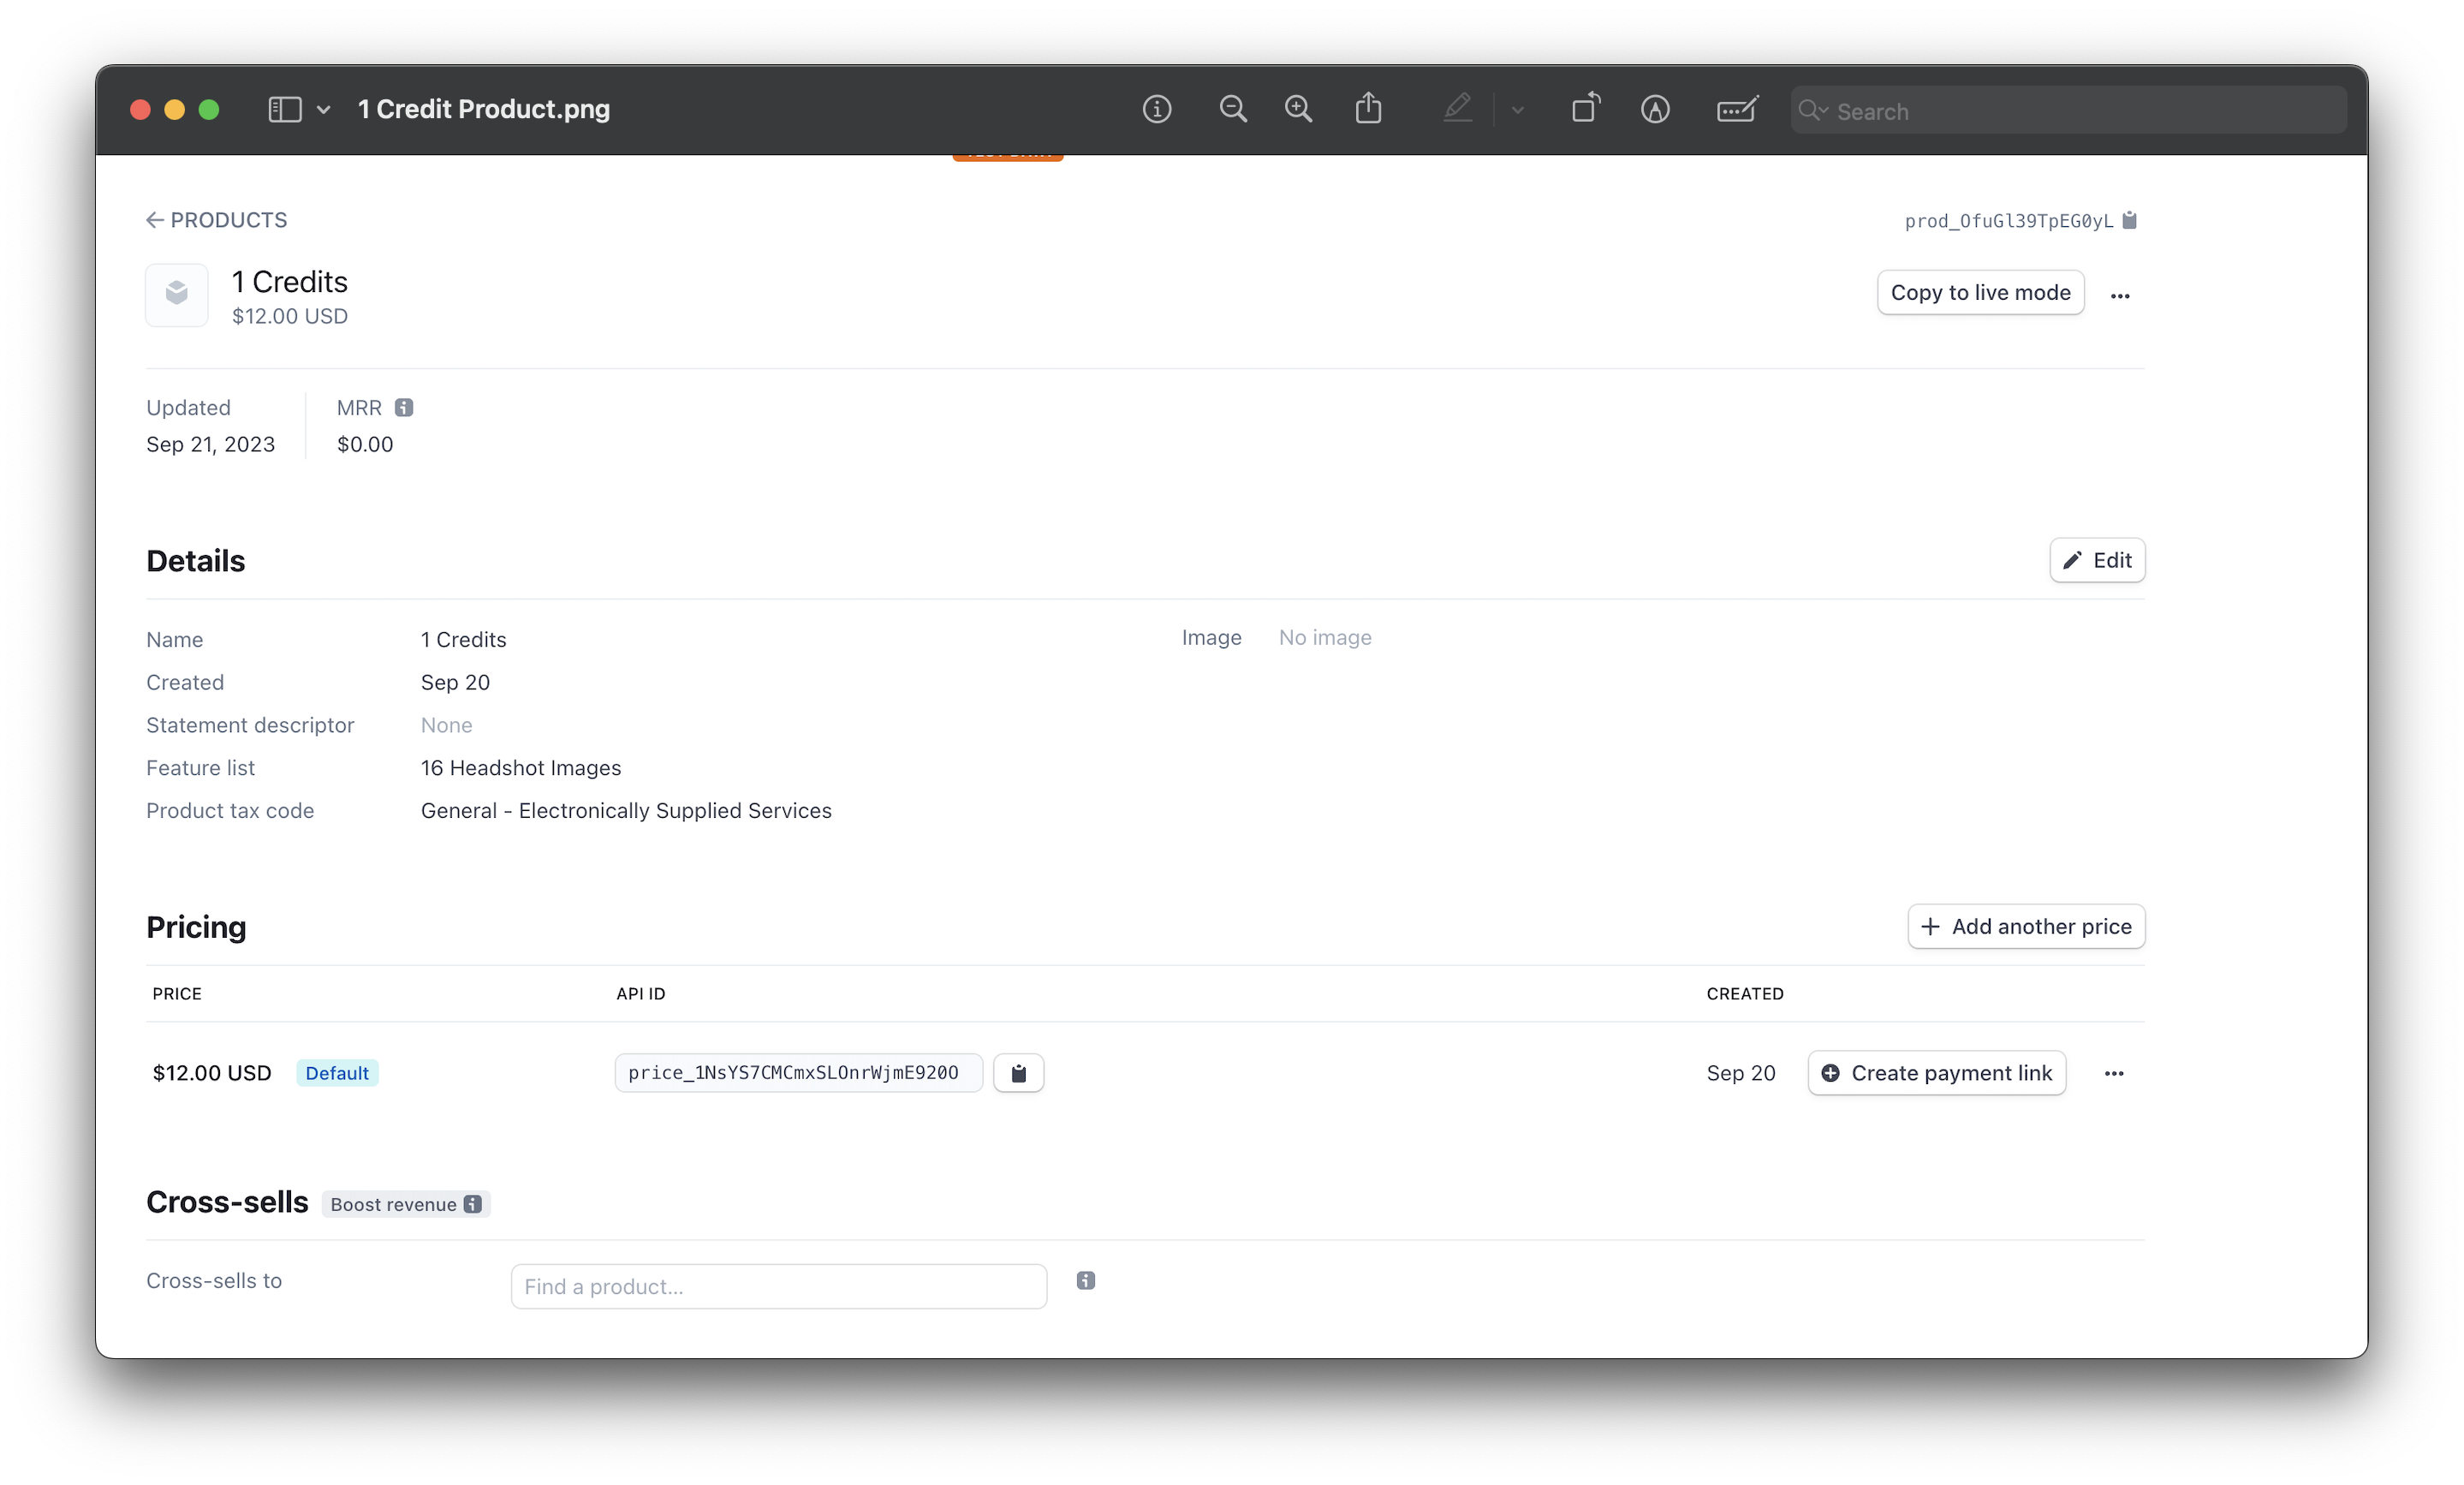 1 Credit Product.png
Search
PRODUCTS
prod_OfuGl39TpEG0yL
1 Credits
$12.00 USD
Copy to live mode
Updated
MRR
Sep 21, 2023
$0.00
Details
Edit
Name
1 Credits
Image
No image
Created
Sep 20
Statement descriptor
None
Feature list
16 Headshot Images
Product tax code
General - Electronically Supplied Services
Pricing
Add another price
PRICE
API ID
CREATED
$12.00 USD
Default
price_1NsYS7CMCmxSLOnrWjmE920O
Sep 20
Create payment link
Cross-sells
Boost revenue
Cross-sells to
Find a product...